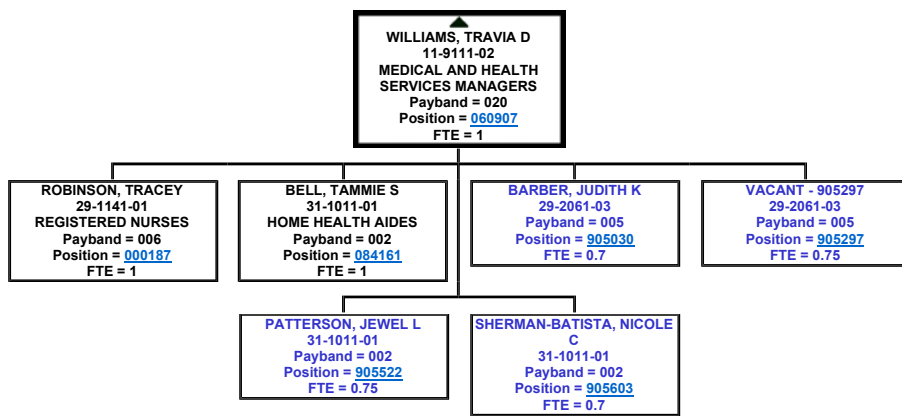 WILLIAMS, TRAVIA D
11-9111-02
MEDICAL AND HEALTH
SERVICES MANAGERS
Payband = 020
Position = 060907
FTE = 1
ROBINSON, TRACEY
29-1141-01
REGISTERED NURSES
Payband = 006
Position = 000187
FTE = 1
BELL, TAMMIE S
31-1011-01
HOME HEALTH AIDES
Payband = 002
Position = 084161
FTE = 1
BARBER, JUDITH K
29-2061-03
Payband = 005
Position = 905030
FTE = 0.7
VACANT - 905297
29-2061-03
Payband = 005
Position = 905297
FTE = 0.75
PATTERSON, JEWEL L
31-1011-01
Payband = 002
Position = 905522
FTE = 0.75
SHERMAN-BATISTA, NICOLE
C
31-1011-01
Payband = 002
Position = 905603
FTE = 0.7